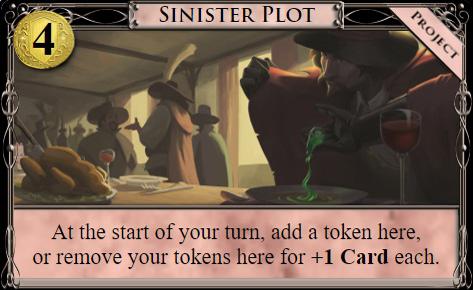 SINISTER PLOT
PROJECT
4
At the start of your turn, add a token here,
or remove your tokens here for +1 Card each.